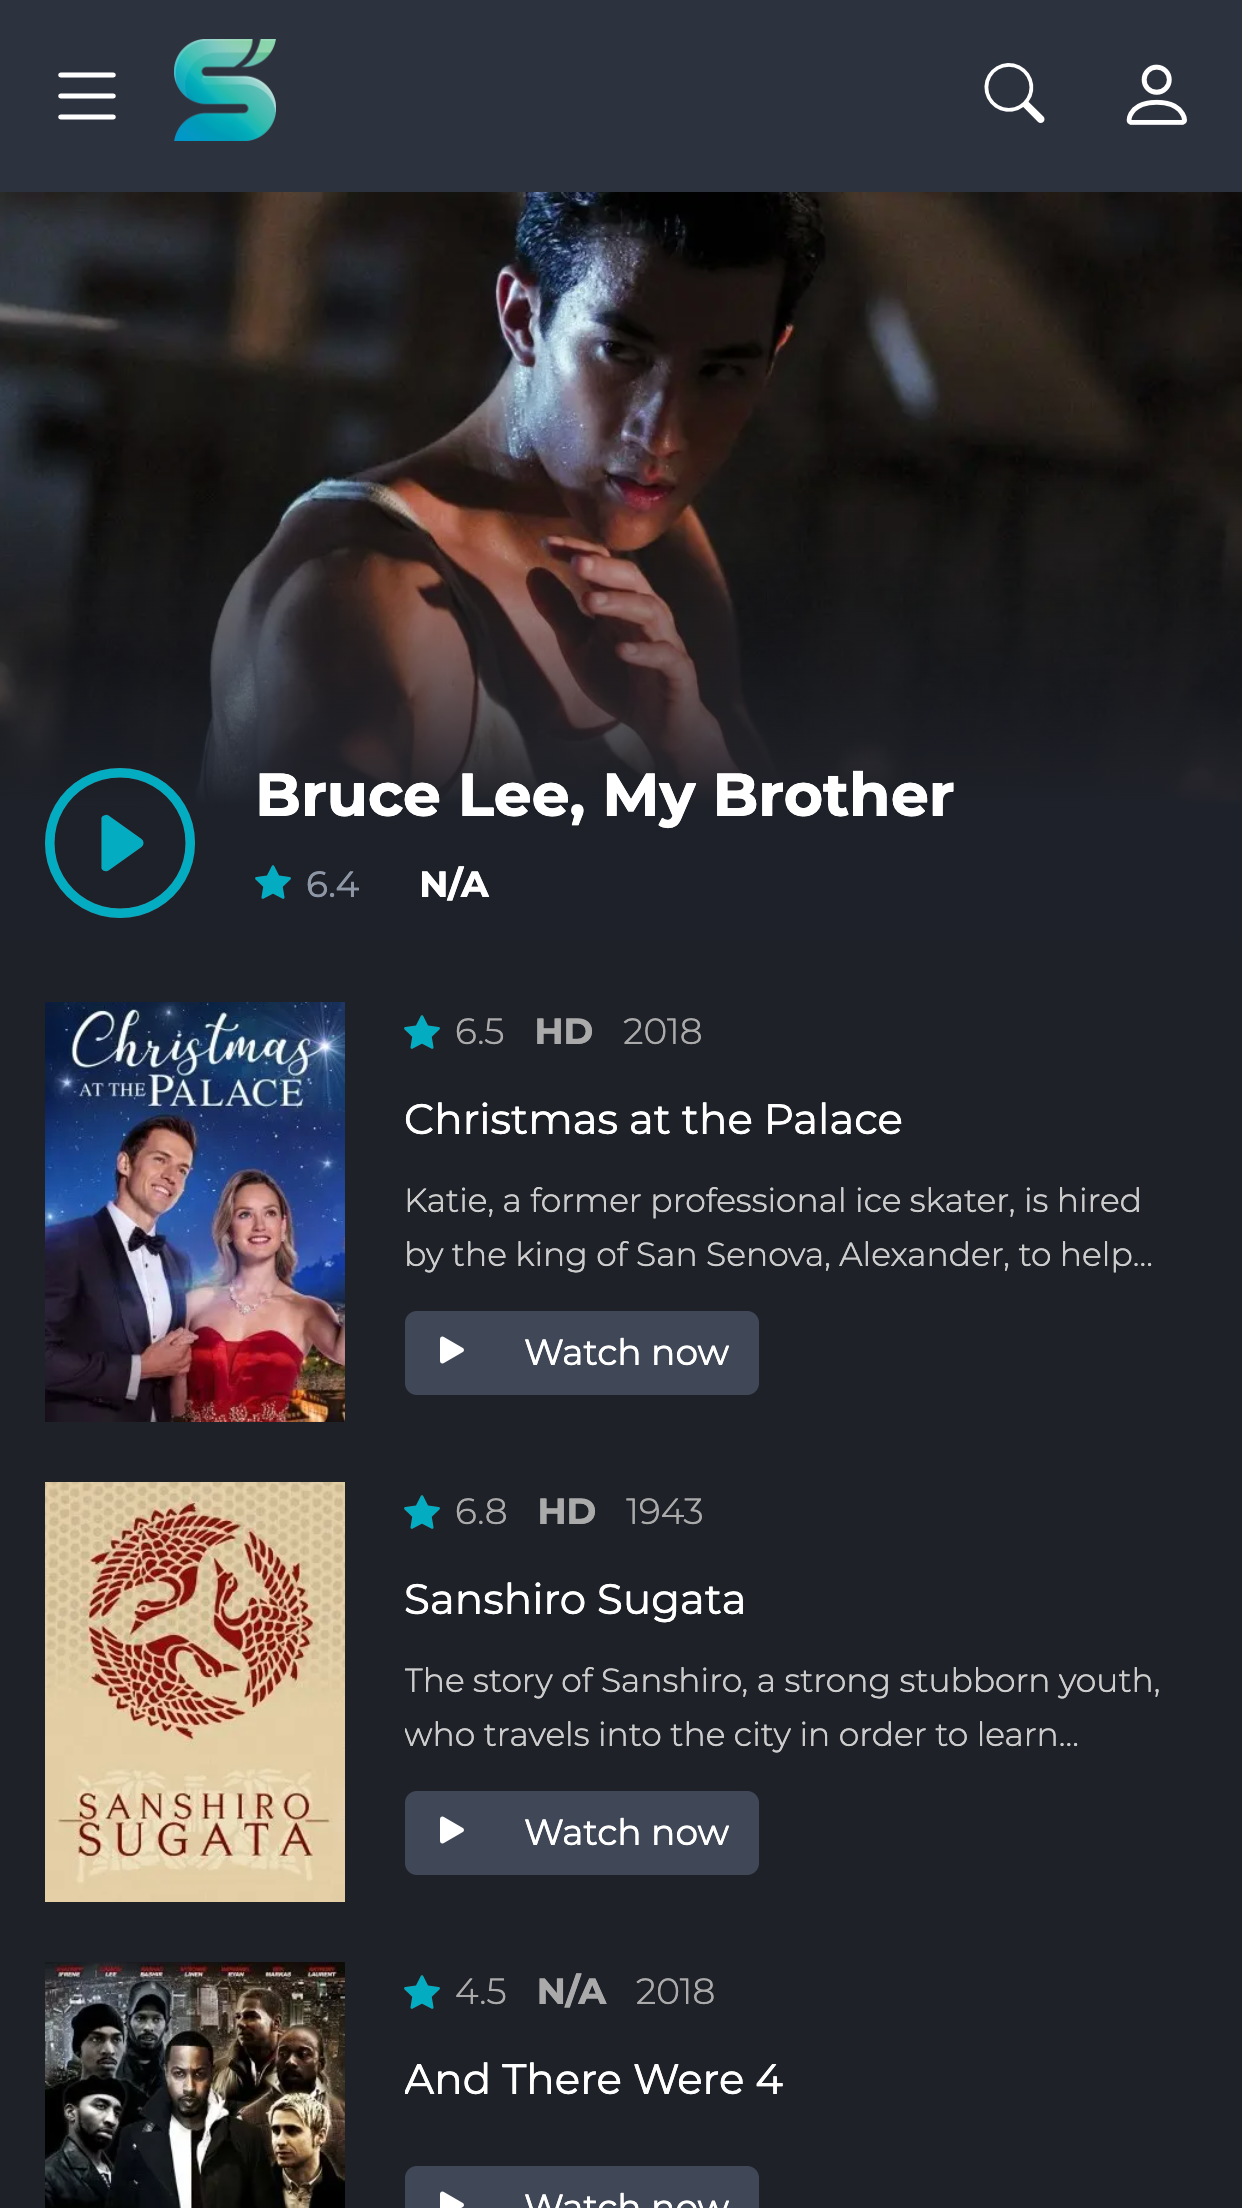 Bruce Lee, My Brother
6.4 N/A
Christmas
AT THE PALACE
6.5 HD 2018
Christmas at the Palace
Katie, a former professional ice skater, is hired
by the king of San Senova, Alexander, to help...
Watch now
SANSHIRO
SUGATA
6.8 HD 1943
Sanshiro Sugata
The story of Sanshiro, a strong stubborn youth,
who travels into the city in order to learn...
Watch now
4.5 N/A 2018
And There Were 4
Watch now